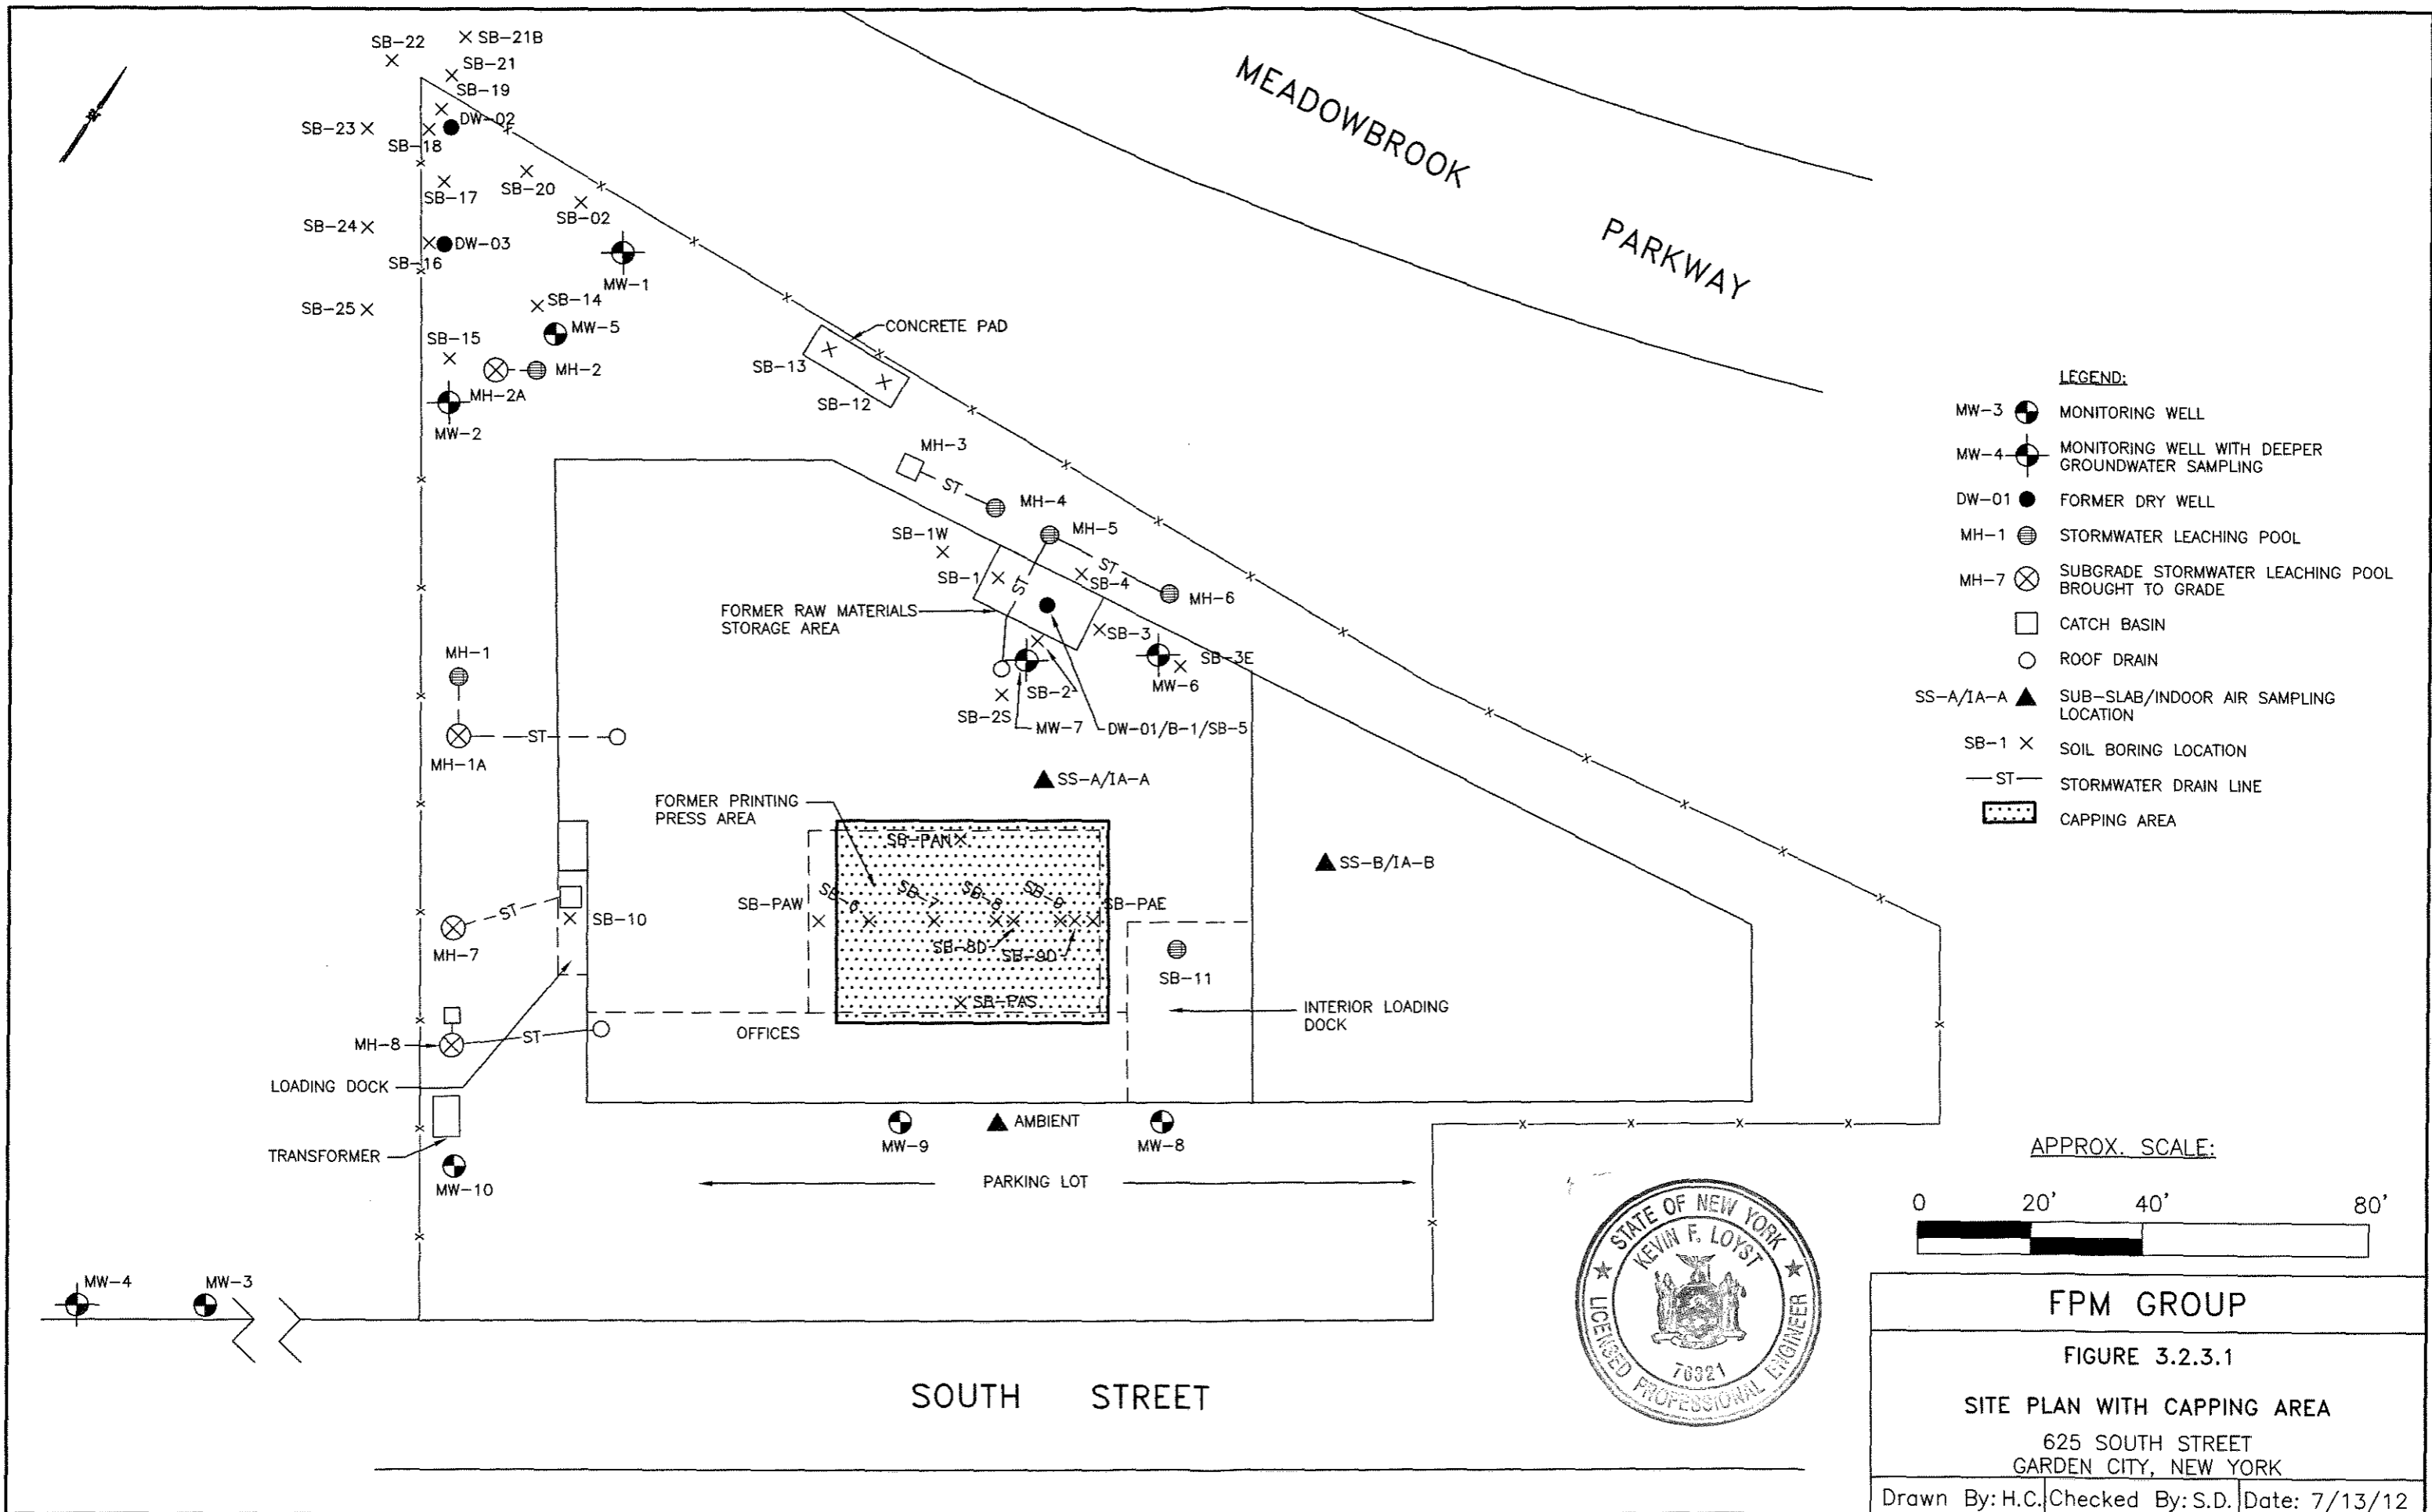 SB-22
SB-21B
SB-21
SB-19
SB-23
DW-02
SB-18
SB-20
SB-17
SB-02
SB-24
DW-03
SB-16
MW-1
SB-14
SB-25
MW-5
SB-15
MH-2
MH-2A
MW-2
CONCRETE PAD
SB-13
SB-12
MEADOWBROOK
PARKWAY
MH-3
ST
MH-4
MH-5
SB-1W
ST
SB-1
ST
SB-4
MH-6
FORMER RAW MATERIALS
STORAGE AREA
SB-3
SB-3E
MW-6
SB-2
SB-2S
MW-7
DW-01/B-1/SB-5
MH-1
ST
MH-1A
SS-A/IA-A
FORMER PRINTING
PRESS AREA
SB-PAN
SS-B/IA-B
SB-PAW
SB-6
SB-7
SB-8
SB-9
SB-PAE
SB-8D
SB-9D
SB-PAS
ST
SB-10
MH-7
SB-11
INTERIOR LOADING
DOCK
OFFICES
MH-8
ST
LOADING DOCK
TRANSFORMER
MW-10
MW-9
AMBIENT
MW-8
PARKING LOT
MW-4
MW-3
SOUTH STREET
LEGEND:
MW-3 MONITORING WELL
MW-4 MONITORING WELL WITH DEEPER
GROUNDWATER SAMPLING
DW-01 FORMER DRY WELL
MH-1 STORMWATER LEACHING POOL
MH-7 SUBGRADE STORMWATER LEACHING POOL
BROUGHT TO GRADE
CATCH BASIN
ROOF DRAIN
SS-A/IA-A SUB-SLAB/INDOOR AIR SAMPLING
LOCATION
SB-1 SOIL BORING LOCATION
ST STORMWATER DRAIN LINE
CAPPING AREA
APPROX. SCALE:
0 20' 40' 80'
STATE OF NEW YORK
KEVIN F. LOYST
76321
LICENSED PROFESSIONAL ENGINEER
FPM GROUP
FIGURE 3.2.3.1
SITE PLAN WITH CAPPING AREA
625 SOUTH STREET
GARDEN CITY, NEW YORK
Drawn By: H.C. Checked By: S.D. Date: 7/13/12